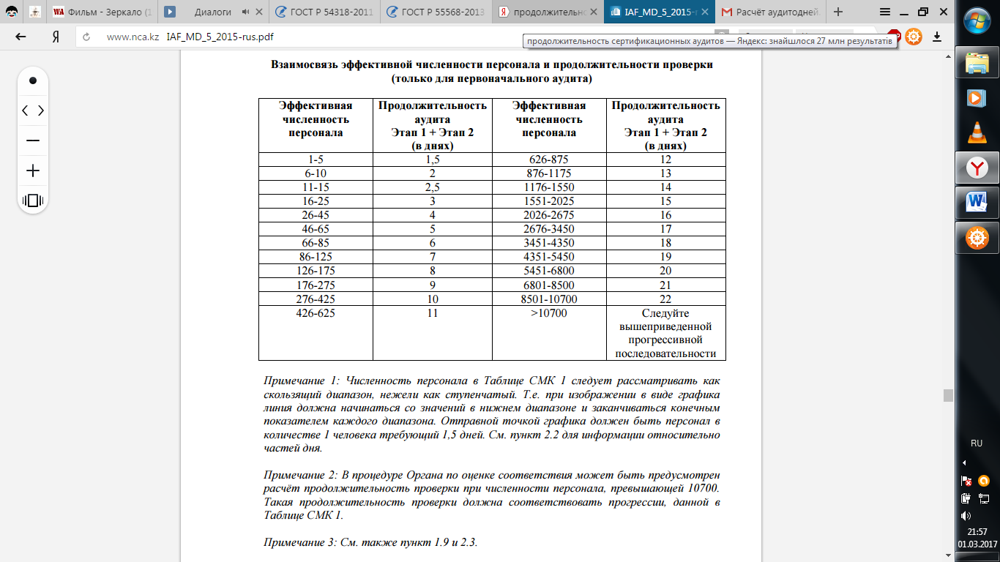 Фильм - Зеркало (1
Диалоги
ГОСТ Р 54318-2011
ГОСТ Р 55568-2013
продолжительно
IAF_MD_5_2015-r
Расчёт аудитодней.
www.nca.kz IAF_MD_5_2015-rus.pdf
продолжительность сертификационных аудитов — Яндекс: знайшлося 27 млн результатів
Взаимосвязь эффективной численности персонала и продолжительности проверки
(только для первоначального аудита)
Эффективная численность персонала | Продолжительность аудита Этап 1 + Этап 2 (в днях) | Эффективная численность персонала | Продолжительность аудита Этап 1 + Этап 2 (в днях)
1-5 1,5 626-875 12
6-10 2 876-1175 13
11-15 2,5 1176-1550 14
16-25 3 1551-2025 15
26-45 4 2026-2675 16
46-65 5 2676-3450 17
66-85 6 3451-4350 18
86-125 7 4351-5450 19
126-175 8 5451-6800 20
176-275 9 6801-8500 21
276-425 10 8501-10700 22
426-625 11 >10700 Следуйте
вышеприведенной
прогрессивной
последовательности
Примечание 1: Численность персонала в Таблице СМК 1 следует рассматривать как
скользящий диапазон, нежели как ступенчатый. Т.е. при изображении в виде графика
линия должна начинаться со значений в нижнем диапазоне и заканчиваться конечным
показателем каждого диапазона. Отправной точкой графика должен быть персонал в
количестве 1 человека требующий 1,5 дней. См. пункт 2.2 для информации относительно
частей дня.
Примечание 2: В процедуре Органа по оценке соответствия может быть предусмотрен
расчёт продолжительность проверки при численности персонала, превышающей 10700.
Такая продолжительность проверки должна соответствовать прогрессии, данной в
Таблице СМК 1.
Примечание 3: См. также пункт 1.9 и 2.3.
RU
21:57
01.03.2017